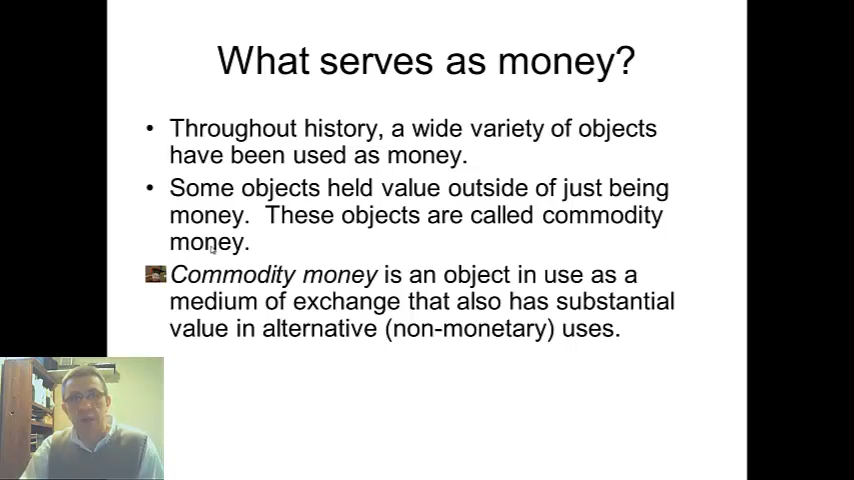 What serves as money?
• Throughout history, a wide variety of objects
have been used as money.
• Some objects held value outside of just being
money. These objects are called commodity
money.
Commodity money is an object in use as a
medium of exchange that also has substantial
value in alternative (non-monetary) uses.